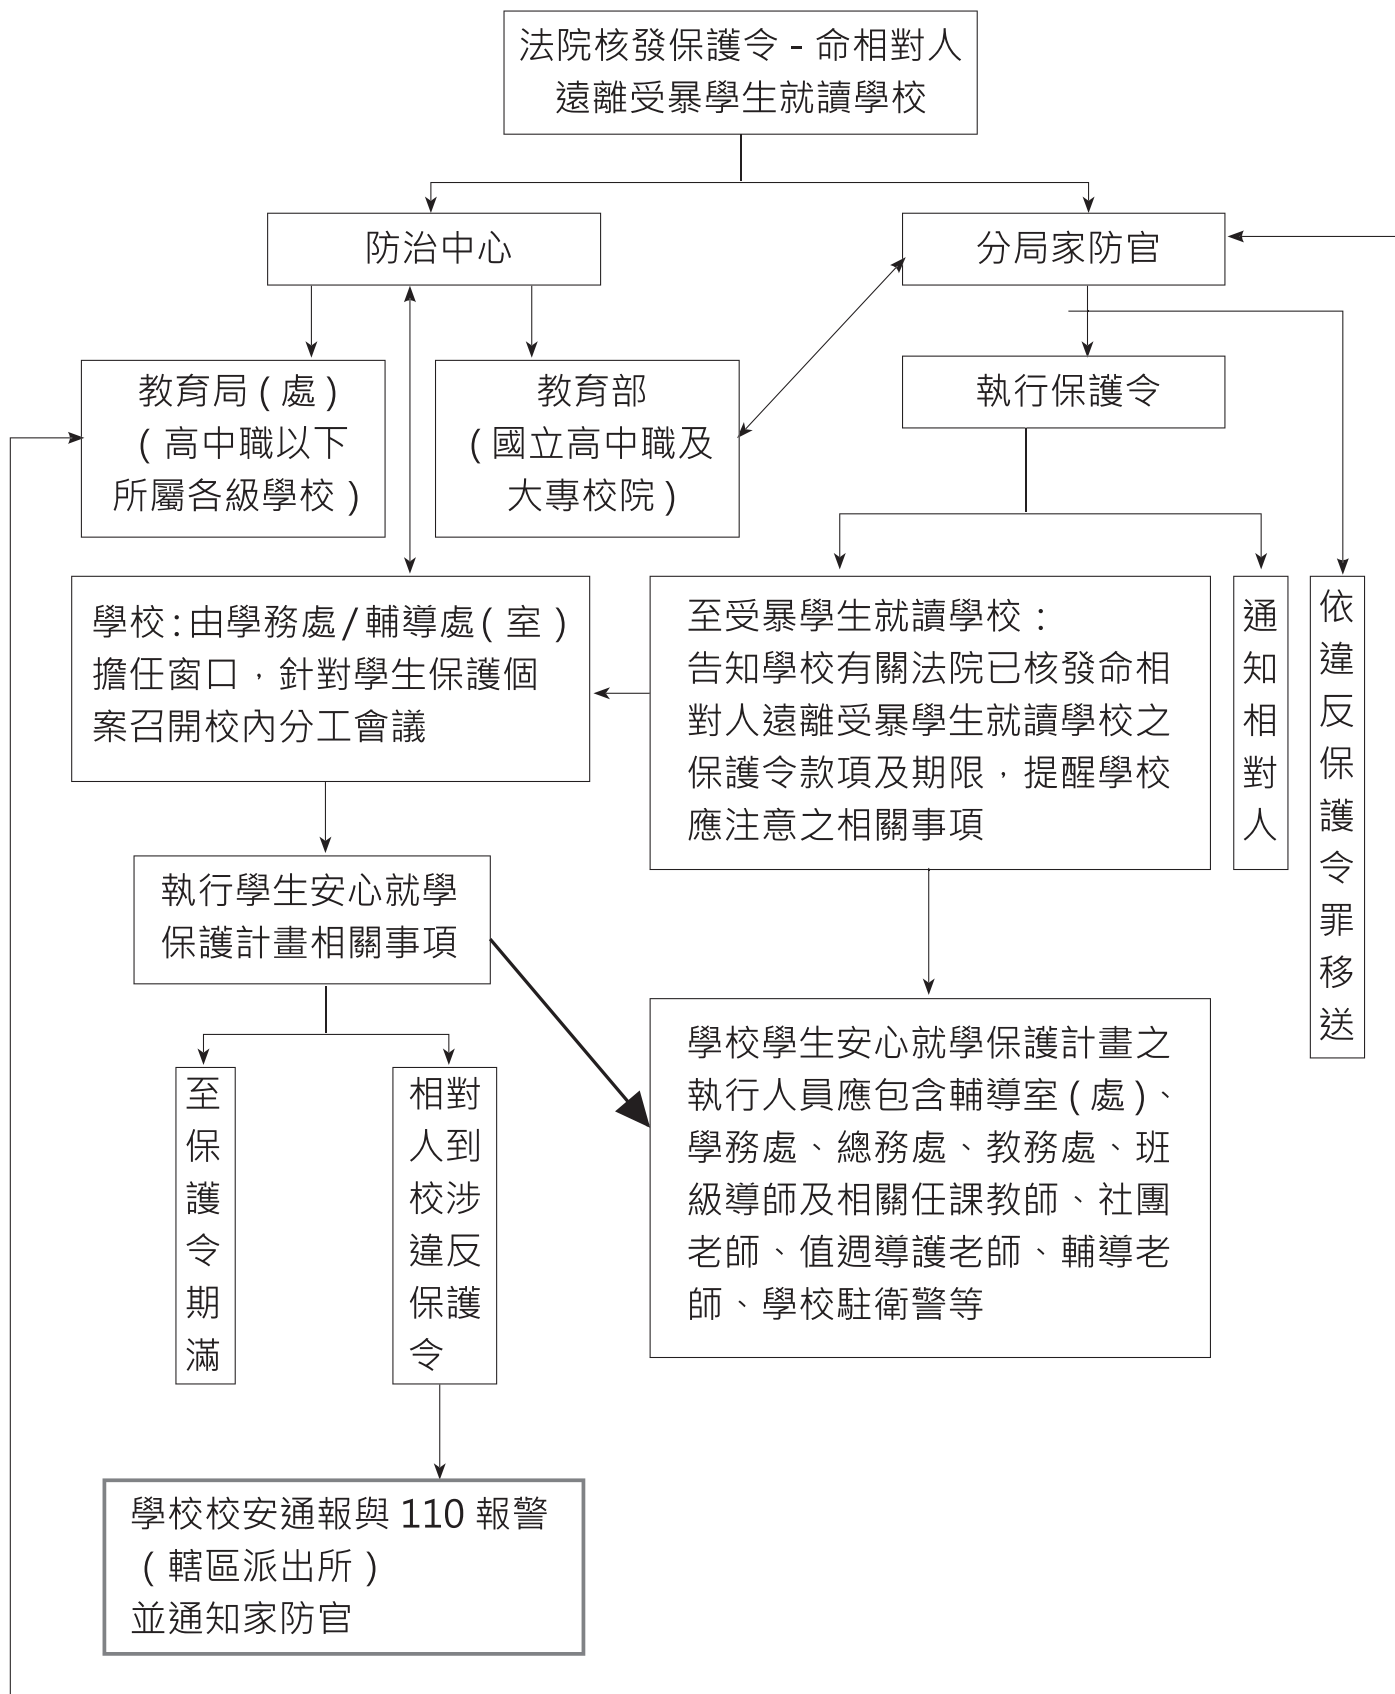 法院核發保護令 - 命相對人
遠離受暴學生就讀學校
防治中心
分局家防官
教育局(處)
(高中職以下
所屬各級學校)
教育部
(國立高中職及
大專校院)
執行保護令
學校:由學務處/輔導處(室)
擔任窗口，針對學生保護個
案召開校內分工會議
至受暴學生就讀學校：
告知學校有關法院已核發命相
對人遠離受暴學生就讀學校之
保護令款項及期限，提醒學校
應注意之相關事項
通知相對人
依違反保護令罪移送
執行學生安心就學
保護計畫相關事項
學校學生安心就學保護計畫之
執行人員應包含輔導室(處)、
學務處、總務處、教務處、班
級導師及相關任課教師、社團
老師、值週導護老師、輔導老
師、學校駐衛警等
至保護令期滿
相對
人到
校涉
違反
保護
令
學校校安通報與 110 報警
(轄區派出所)
並通知家防官